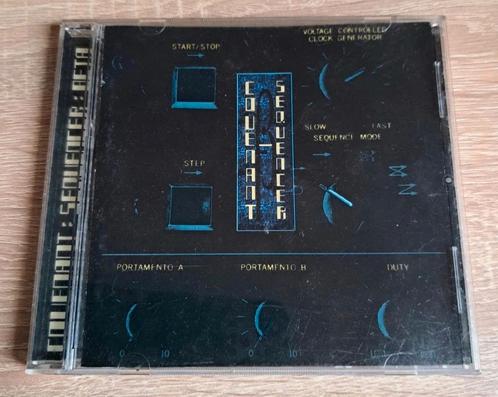 COVENANT : SEQUENCER : BETA
START/STOP
VOLTAGE CONTROLLED
CLOCK GENERATOR
COVENANT
SEQUENCER
SLOW
FAST
SEQUENCE MODE
STEP
PORTAMENTO A
PORTAMENTO B
DUTY
0
10
0
10